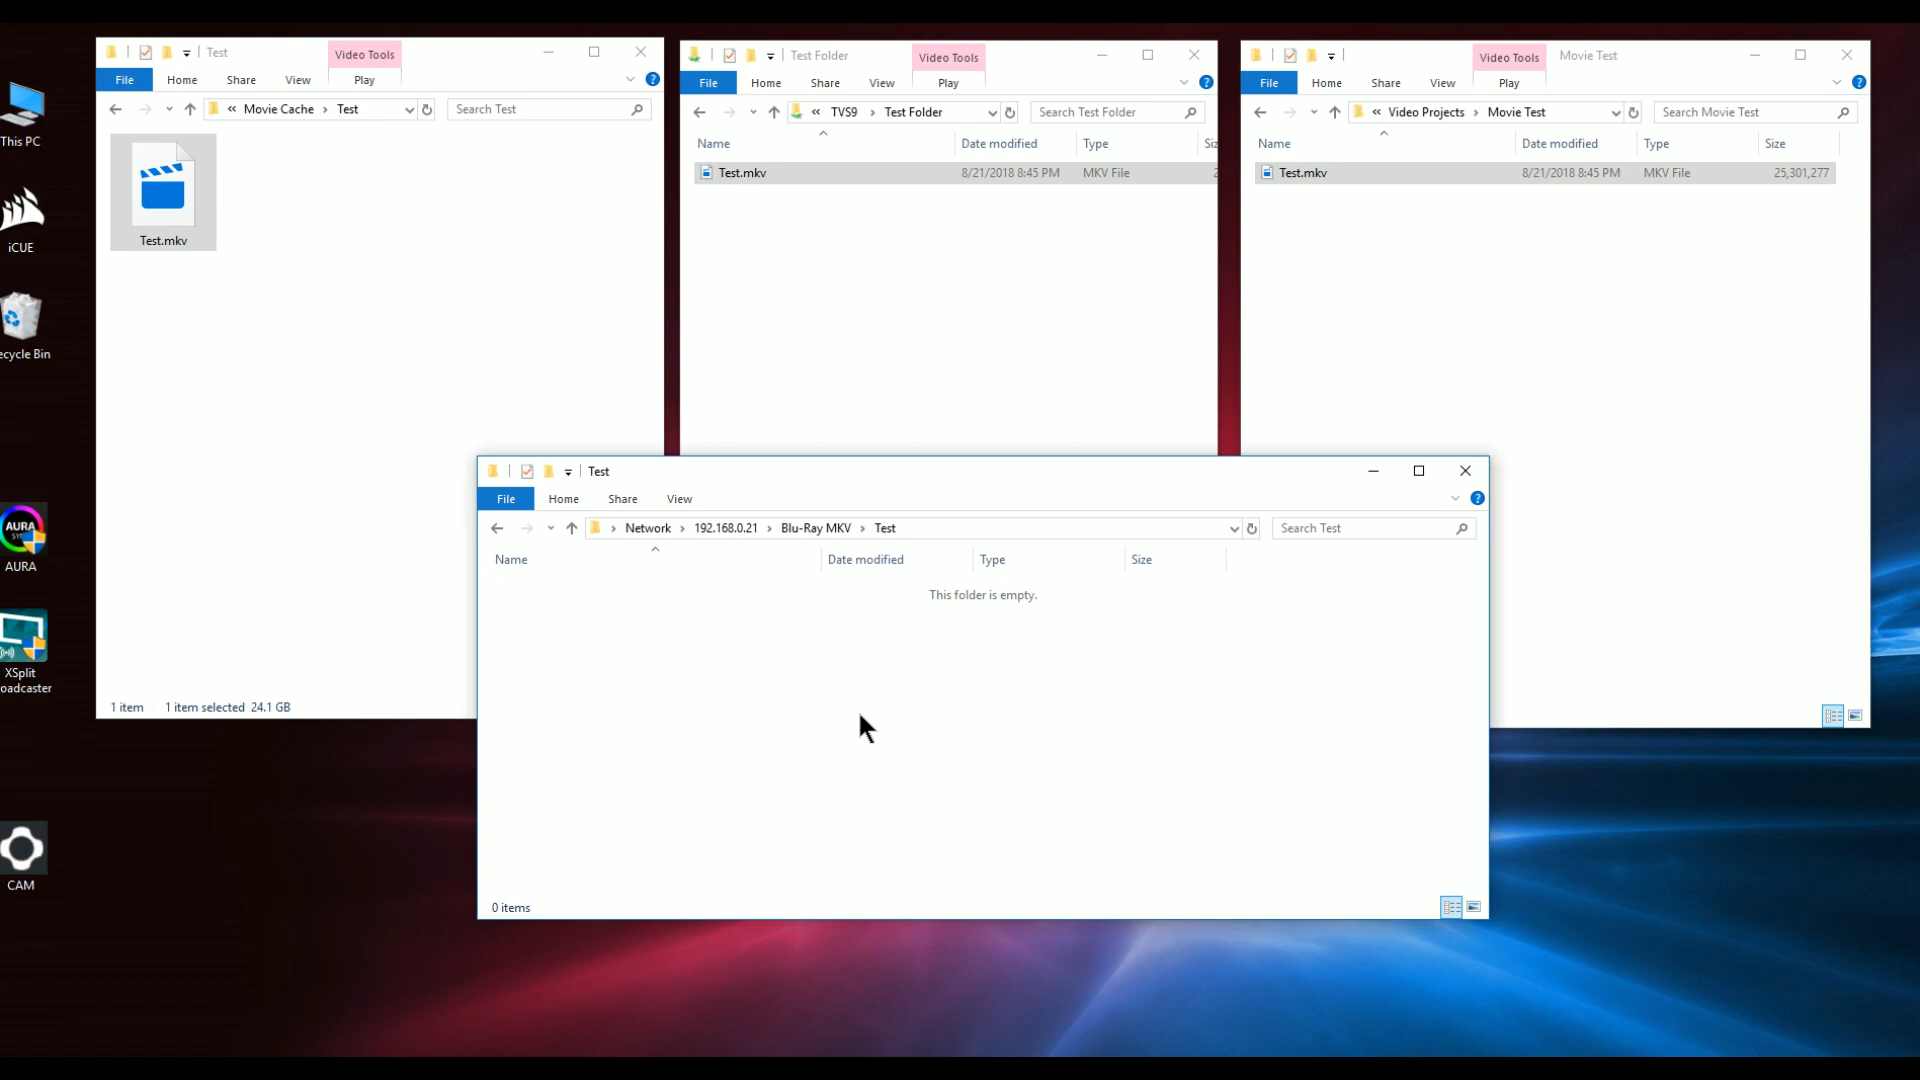 This PC
iCUE
ecycle Bin
AURA
AURA
XSplit
oadcaster
CAM
Test
Video Tools
File Home Share View Play
Movie Cache Test
Search Test
Test.mkv
1 item 1 item selected 24.1 GB
Test Folder
Video Tools
File Home Share View Play
TVS9 Test Folder
Search Test Folder
Name Date modified Type Siz
Test.mkv 8/21/2018 8:45 PM MKV File 2
Video Tools
Movie Test
File Home Share View Play
Video Projects Movie Test
Search Movie Test
Name Date modified Type Size
Test.mkv 8/21/2018 8:45 PM MKV File 25,301,277
Test
File Home Share View
Network 192.168.0.21 Blu-Ray MKV Test
Search Test
Name Date modified Type Size
This folder is empty.
0 items